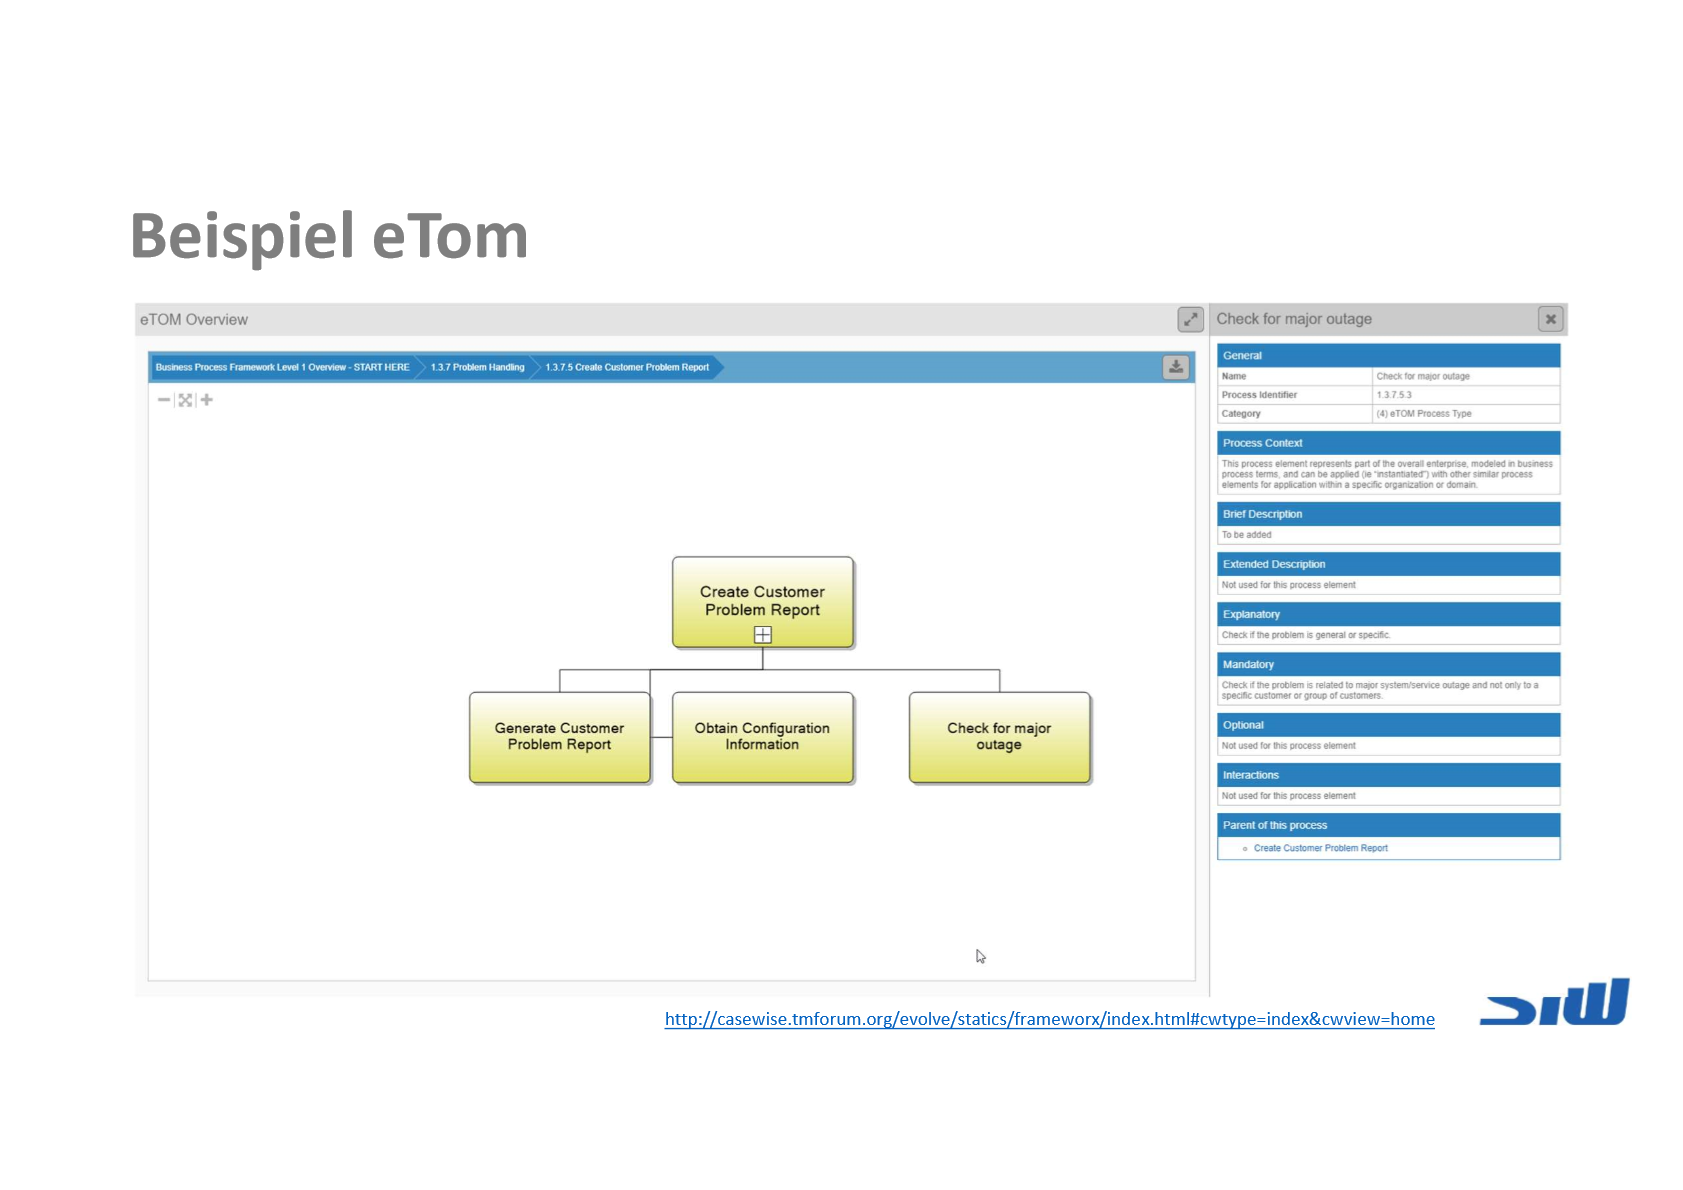 Beispiel eTom
eTOM Overview
Business Process Framework Level 1 Overview - START HERE
1.3.7 Problem Handling
1.3.7.5 Create Customer Problem Report
Create Customer
Problem Report
Generate Customer
Problem Report
Obtain Configuration
Information
Check for major
outage
Check for major outage
General
Name Check for major outage
Process Identifier 1.3.7.5.3
Category (4) eTOM Process Type
Process Context
This process element represents part of the overall enterprise, modeled in business
process terms, and can be applied (ie "instantiated") with other similar process
elements for application within a specific organization or domain.
Brief Description
To be added
Extended Description
Not used for this process element
Explanatory
Check if the problem is general or specific.
Mandatory
Check if the problem is related to major system/service outage and not only to a
specific customer or group of customers.
Optional
Not used for this process element
Interactions
Not used for this process element
Parent of this process
Create Customer Problem Report
http://casewise.tmforum.org/evolve/statics/frameworx/index.html#cwtype=index&cwview=home